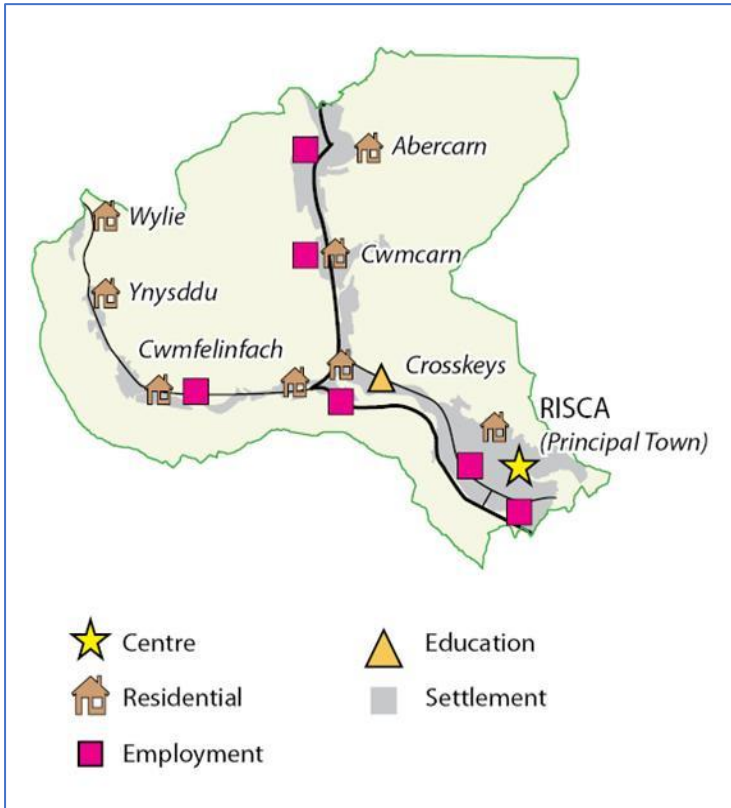 Abercarn
Wylie
Cwmcarn
Ynysddu
Cwmfelinfach
Crosskeys
RISCA
(Principal Town)
Centre
Education
Residential
Settlement
Employment